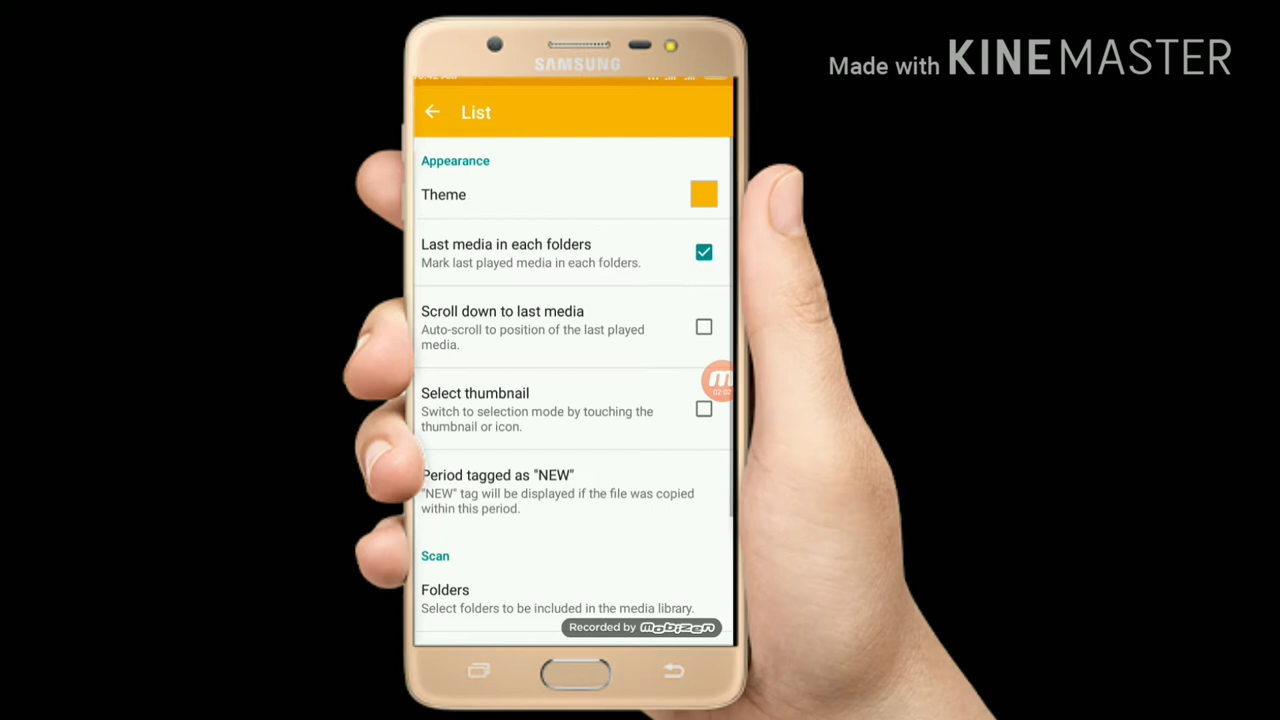 Made with KINEMASTER
SAMSUNG
List
Appearance
Theme
Last media in each folders
Mark last played media in each folders.
Scroll down to last media
Auto-scroll to position of the last played
media.
02:02
Select thumbnail
Switch to selection mode by touching the
thumbnail or icon.
Period tagged as "NEW"
"NEW" tag will be displayed if the file was copied
within this period.
Scan
Folders
Select folders to be included in the media library.
Recorded by mobizen